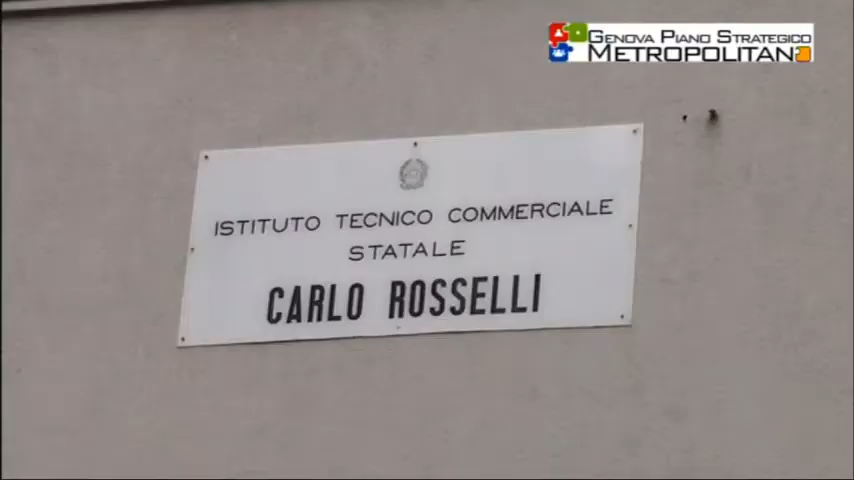 GENOVA PIANO STRATEGICO
METROPOLITANO
ISTITUTO TECNICO COMMERCIALE
STATALE
CARLO ROSSELLI